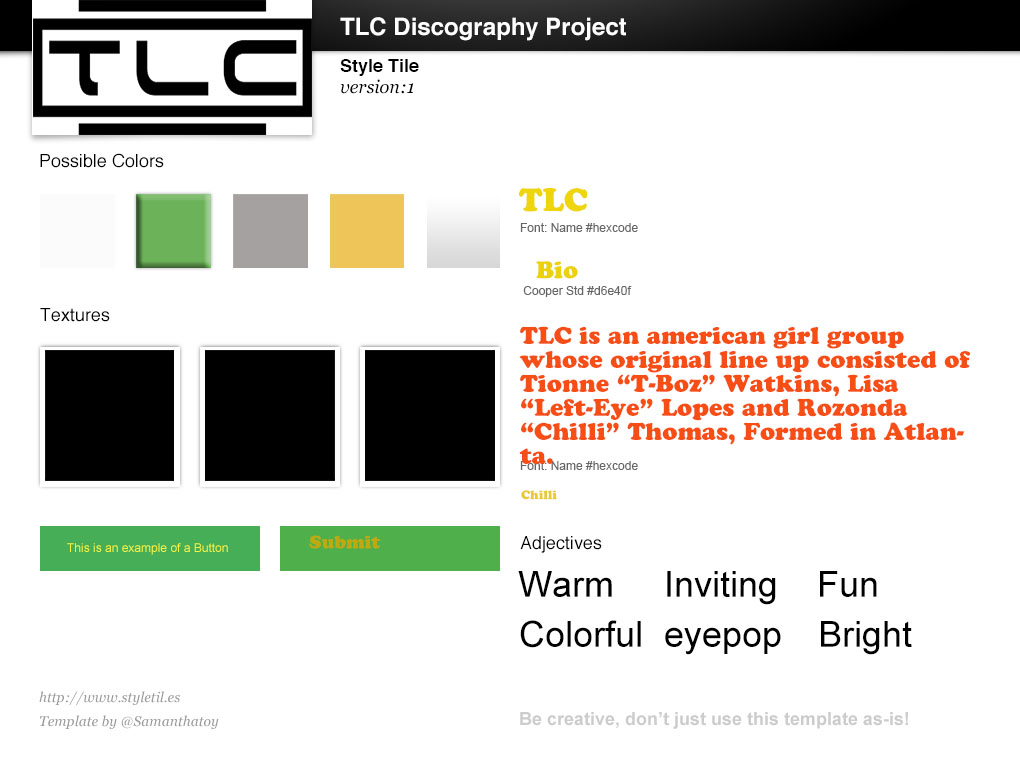 TLC
TLC Discography Project
Style Tile
version:1
Possible Colors
Textures
This is an example of a Button
Submit
http://www.styletil.es
Template by @Samanthatoy
TLC
Font: Name #hexcode
Bio
Cooper Std #d6e40f
TLC is an american girl group
whose original line up consisted of
Tionne “T-Boz” Watkins, Lisa
“Left-Eye” Lopes and Rozonda
“Chilli” Thomas, Formed in Atlan-
ta.
Font: Name #hexcode
Chilli
Adjectives
Warm Inviting Fun
Colorful eyepop Bright
Be creative, don’t just use this template as-is!